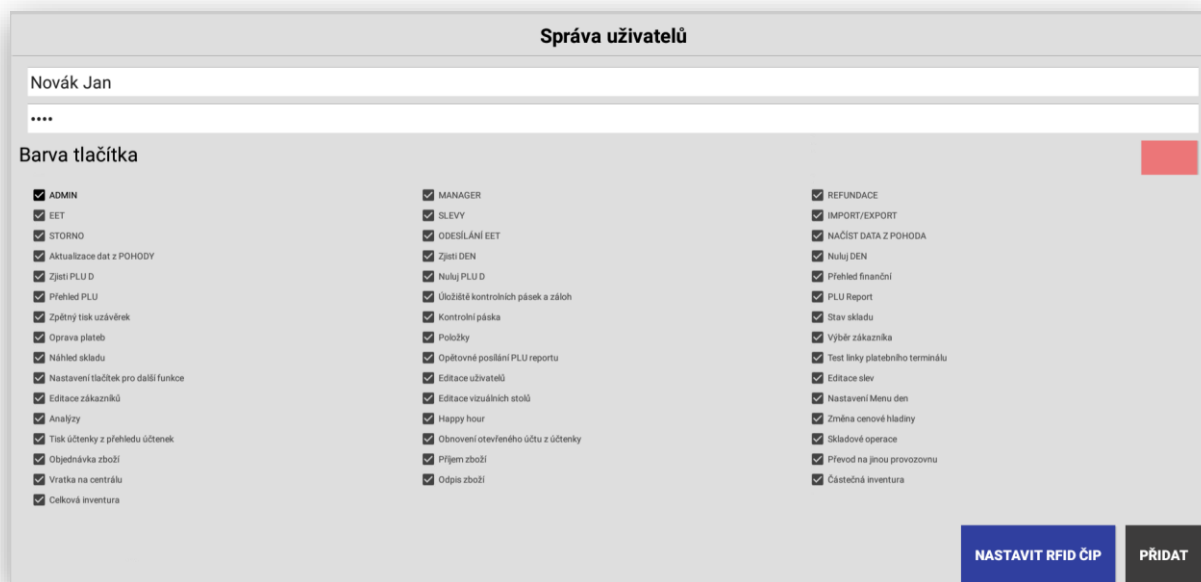 Správa uživatelů
Novák Jan
••••
Barva tlačítka
ADMIN MANAGER REFUNDACE
EET SLEVY IMPORT/EXPORT
STORNO ODESÍLÁNÍ EET NAČÍST DATA Z POHODA
Aktualizace dat z POHODY Zjisti DEN Nuluj DEN
Zjisti PLU D Nuluj PLU D Přehled finanční
Přehled PLU Úložiště kontrolních pásek a záloh PLU Report
Zpětný tisk uzávěrek Kontrolní páska Stav skladu
Oprava plateb Položky Výběr zákazníka
Náhled skladu Opětovné posílání PLU reportu Test linky platebního terminálu
Nastavení tlačítek pro další funkce Editace uživatelů Editace slev
Editace zákazníků Editace vizuálních stolů Nastavení Menu den
Analýzy Happy hour Změna cenové hladiny
Tisk účtenky z přehledu účtenek Obnovení otevřeného účtu z účtenky Skladové operace
Objednávka zboží Příjem zboží Převod na jinou provozovnu
Vratka na centrálu Odpis zboží Částečná inventura
Celková inventura
NASTAVIT RFID ČIP PŘIDAT